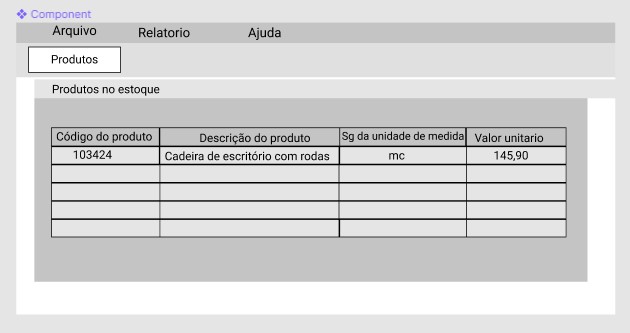 Component
Arquivo Relatorio Ajuda
Produtos
Produtos no estoque
Código do produto Descrição do produto Sg da unidade de medida Valor unitario
103424 Cadeira de escritório com rodas mc 145,90